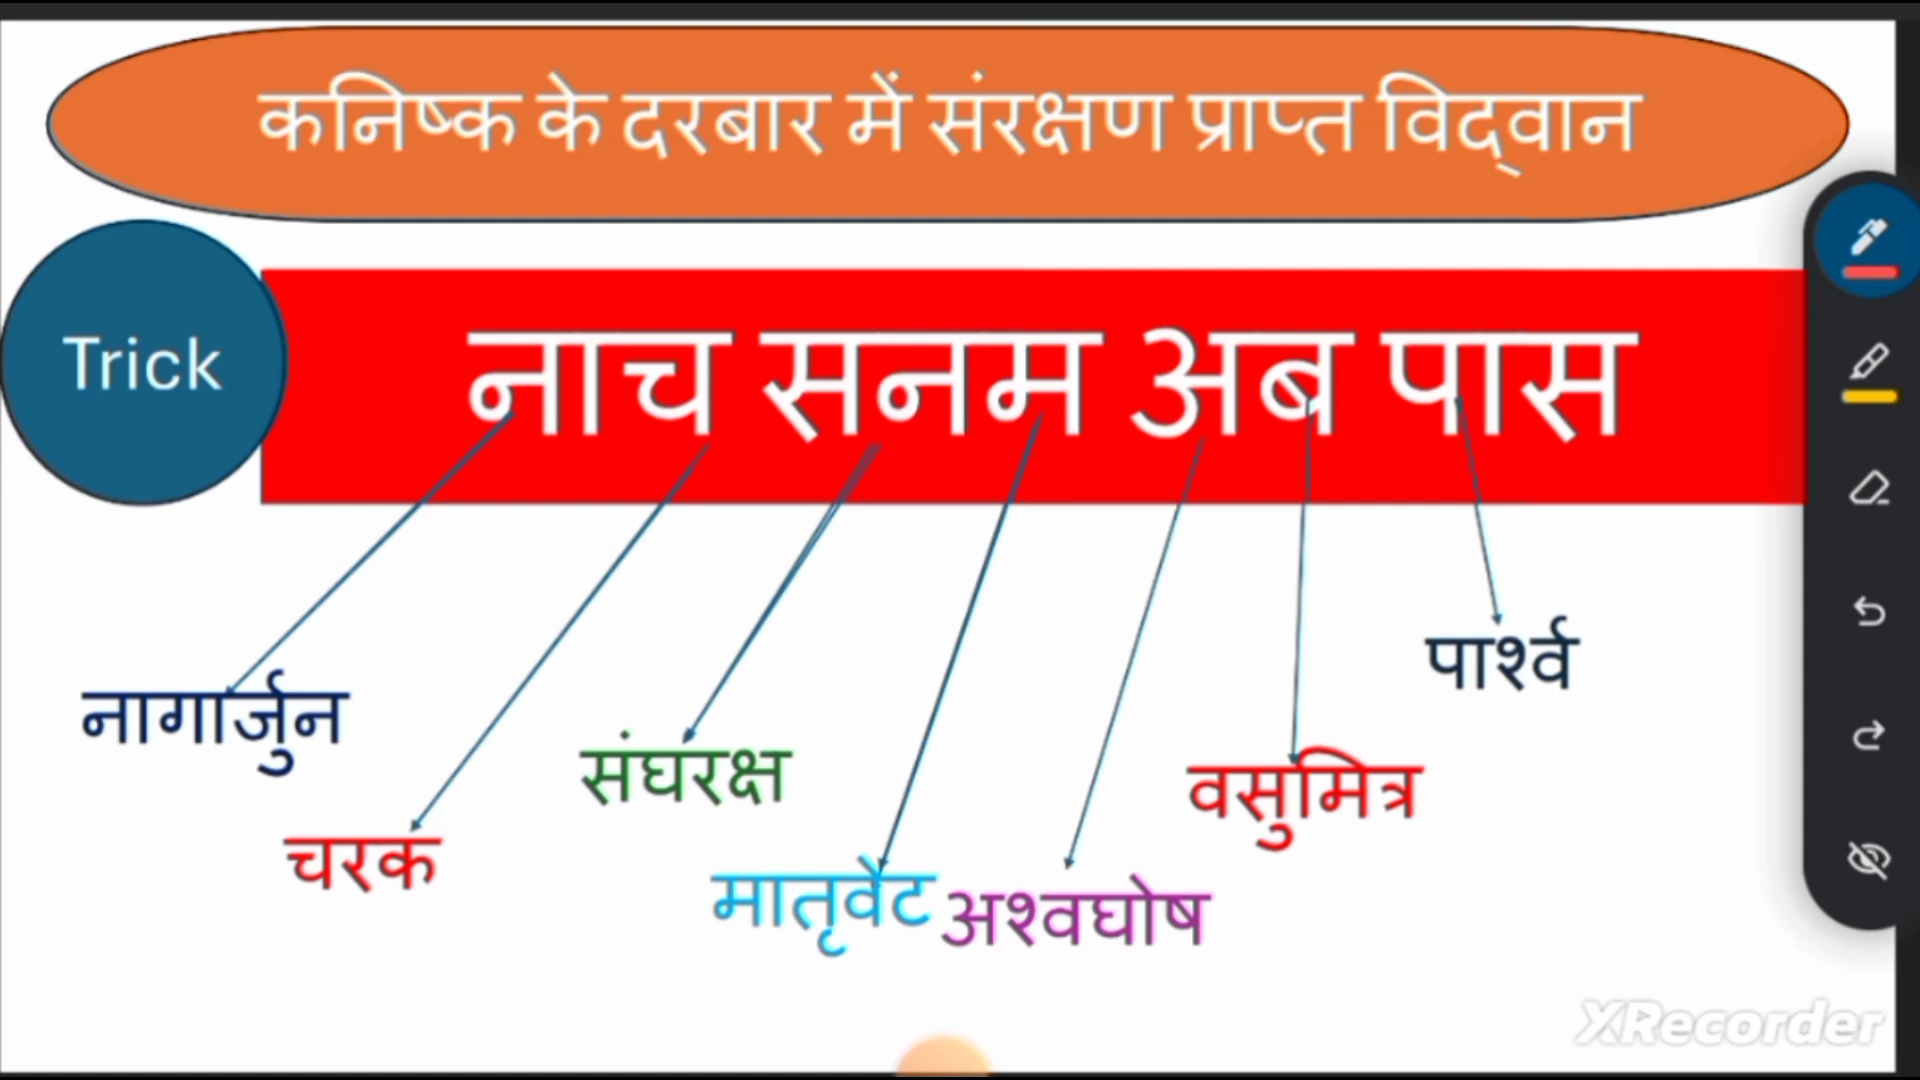 कनिष्क के दरबार में संरक्षण प्राप्त विद्‌वान
Trick
नाच सनम अब पास
पार्श्व
नागार्जुन
संघरक्ष
वसुमित्र
चरक
मातृवैट
अश्वघोष
XRecorder